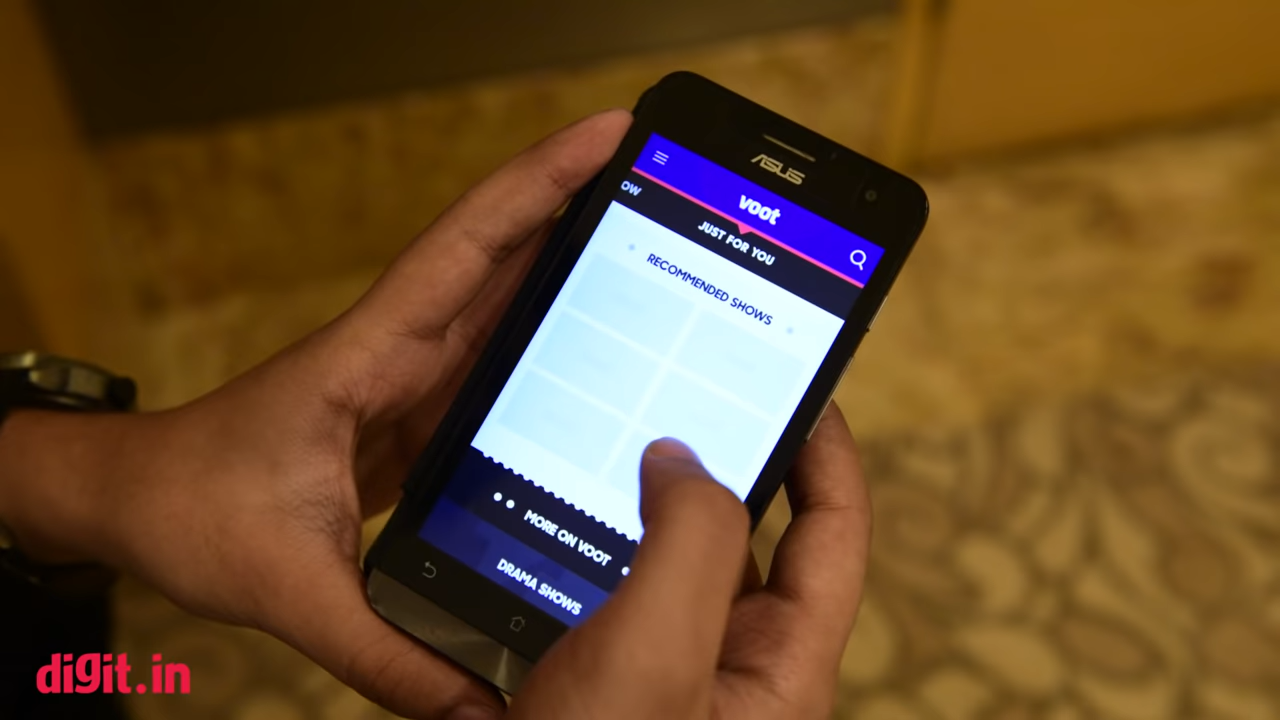 ASUS
voot
OW
JUST FOR YOU
RECOMMENDED SHOWS
MORE ON VOOT
DRAMA SHOWS
digit.in